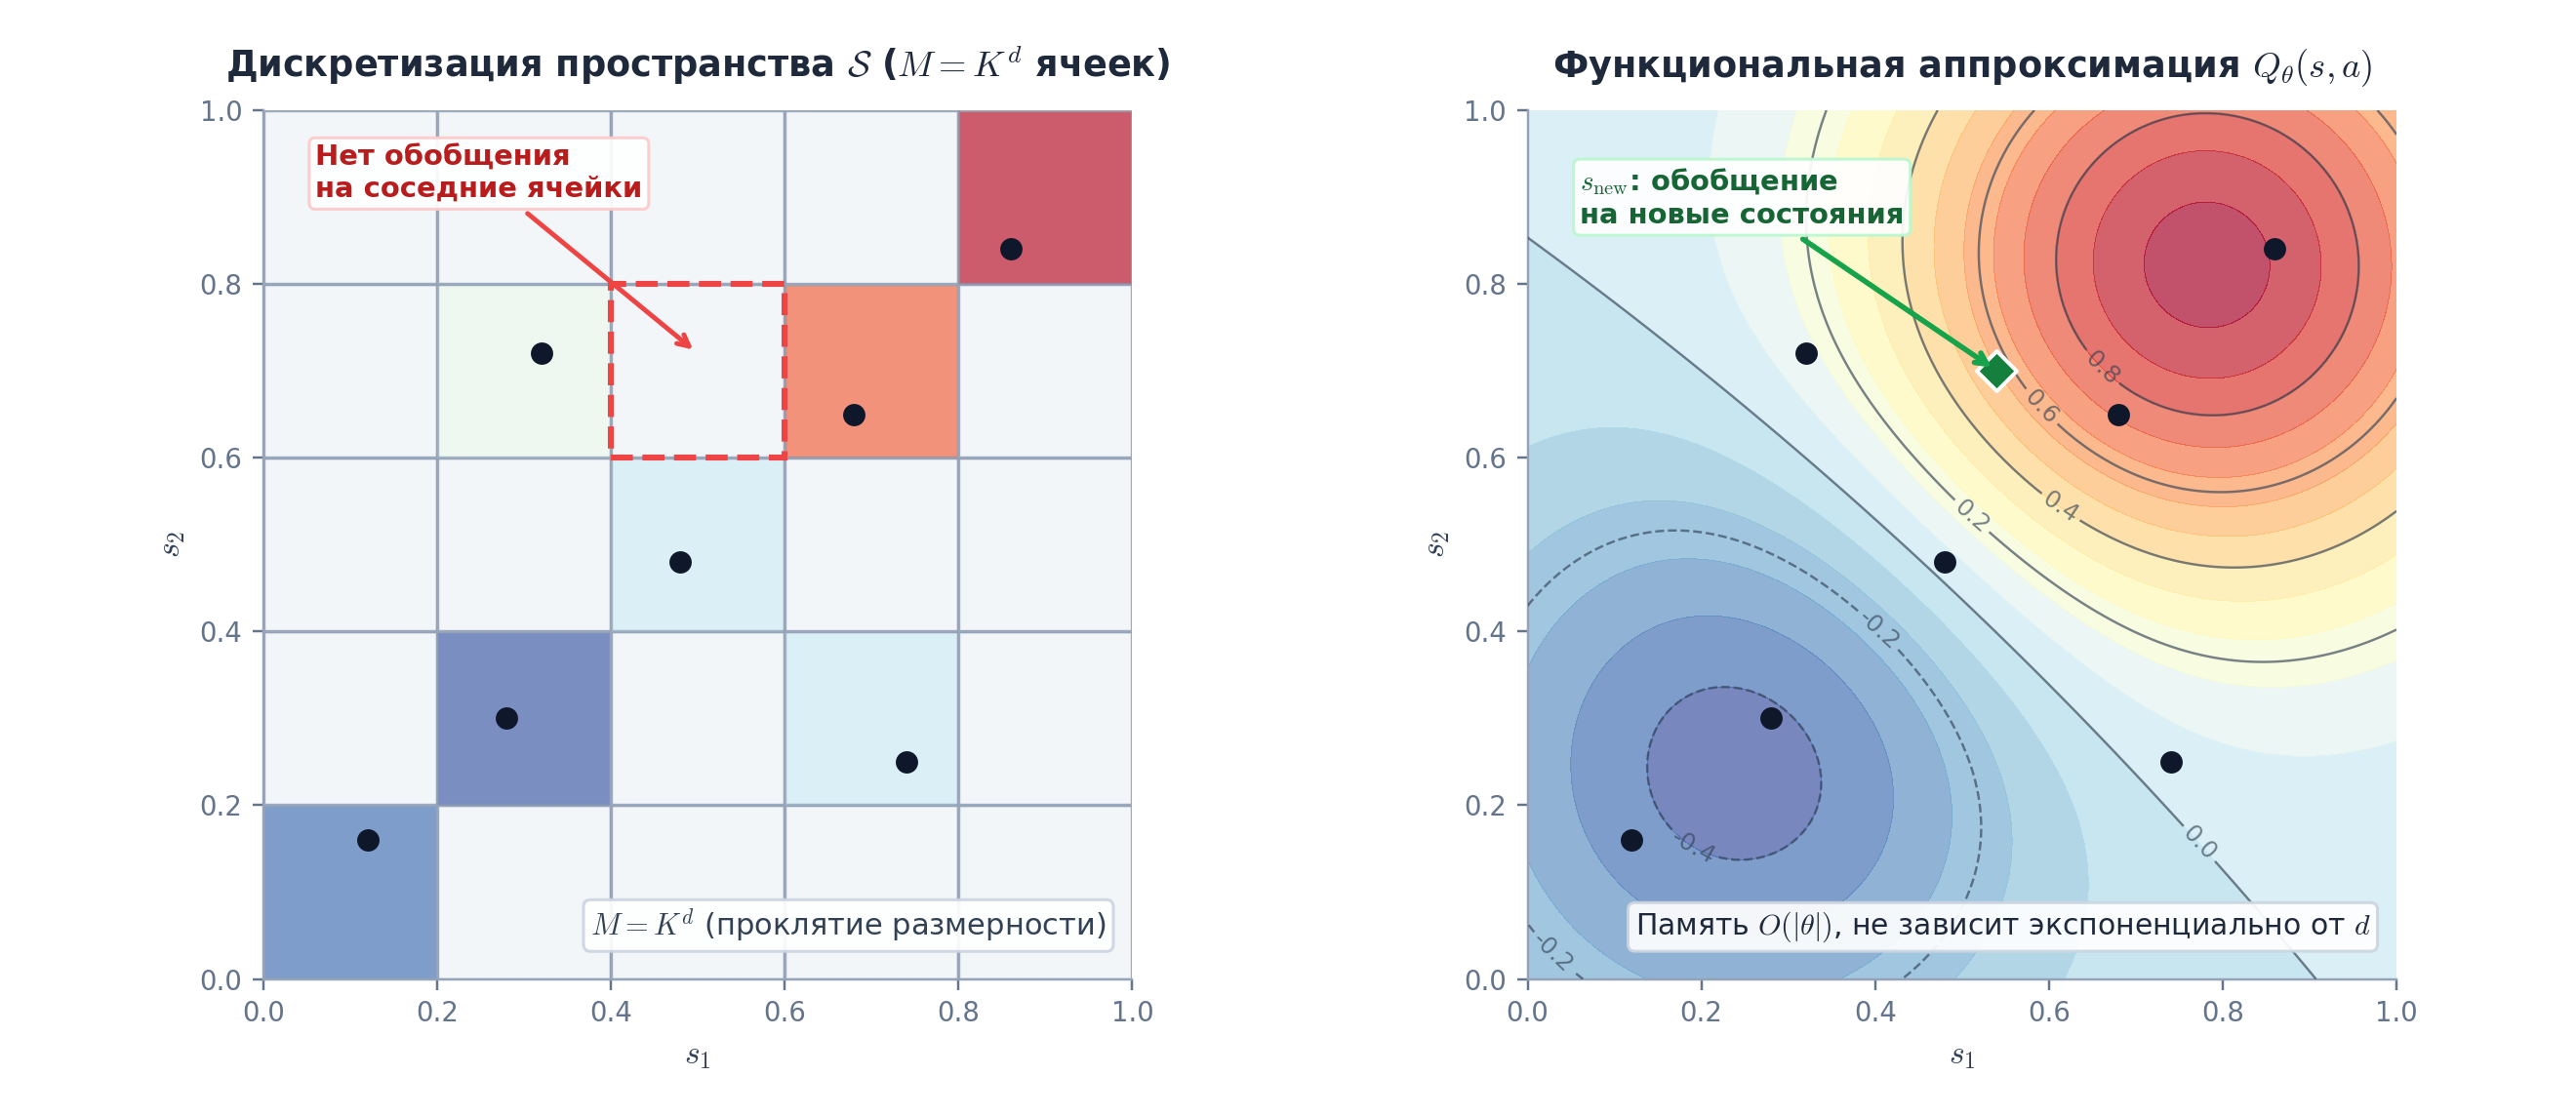 Дискретизация пространства 𝒮 (M = K^d ячеек)
1.0
0.8
0.6
0.4
0.2
0.0
s₂
Нет обобщения
на соседние ячейки
M = K^d (проклятие размерности)
0.0 0.2 0.4 0.6 0.8 1.0
s₁
Функциональная аппроксимация Q_θ(s, a)
1.0
0.8
0.6
0.4
0.2
0.0
s₂
s_new: обобщение
на новые состояния
0.8
0.6
0.4
0.2
-0.2
-0.4
0.0
-0.2
Память O(|θ|), не зависит экспоненциально от d
0.0 0.2 0.4 0.6 0.8 1.0
s₁